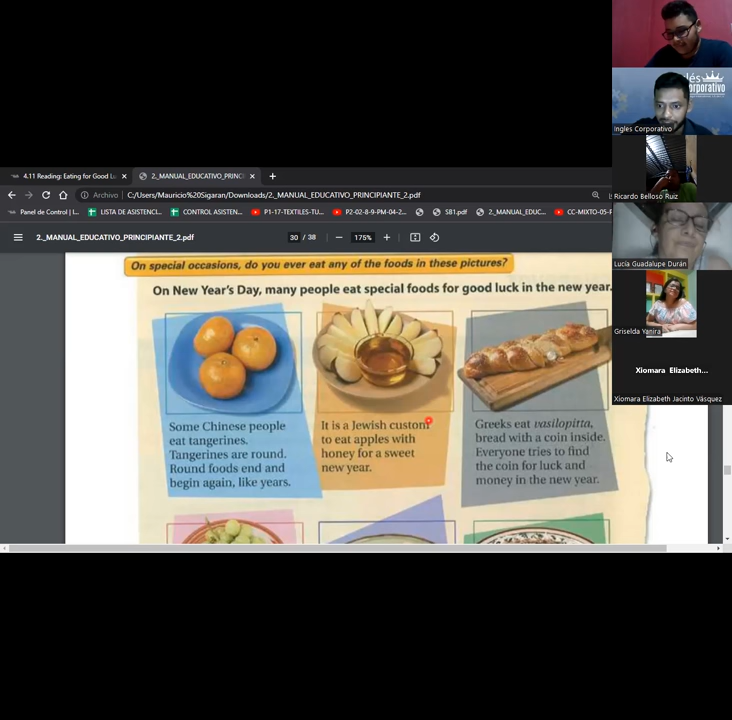 lés
orporativo
Ingles Corporativo
4.11 Reading: Eating for Good L
2._MANUAL_EDUCATIVO_PRINCI
Archivo
C:/Users/Mauricio%20Sigaran/Downloads/2._MANUAL_EDUCATIVO_PRINCIPIANTE_2.pdf
Ricardo Belloso Ruiz
Panel de Control | I...
LISTA DE ASISTENCI...
CONTROL ASISTEN...
P1-17-TEXTILES-TU...
P2-02-8-9-PM-04-2...
SB1.pdf
2._MANUAL_EDUC...
CC-MIXTO-05-P
2._MANUAL_EDUCATIVO_PRINCIPIANTE_2.pdf
30 / 38
175%
Lucía Guadalupe Durán
On special occasions, do you ever eat any of the foods in these pictures?
On New Year's Day, many people eat special foods for good luck in the new year.
Griselda Yanira
Xiomara Elizabeth...
Xiomara Elizabeth Jacinto Vásquez
Some Chinese people
eat tangerines.
Tangerines are round.
Round foods end and
begin again, like years.
It is a Jewish custom
to eat apples with
honey for a sweet
new year.
Greeks eat vasilopitta,
bread with a coin inside.
Everyone tries to find
the coin for luck and
money in the new year.